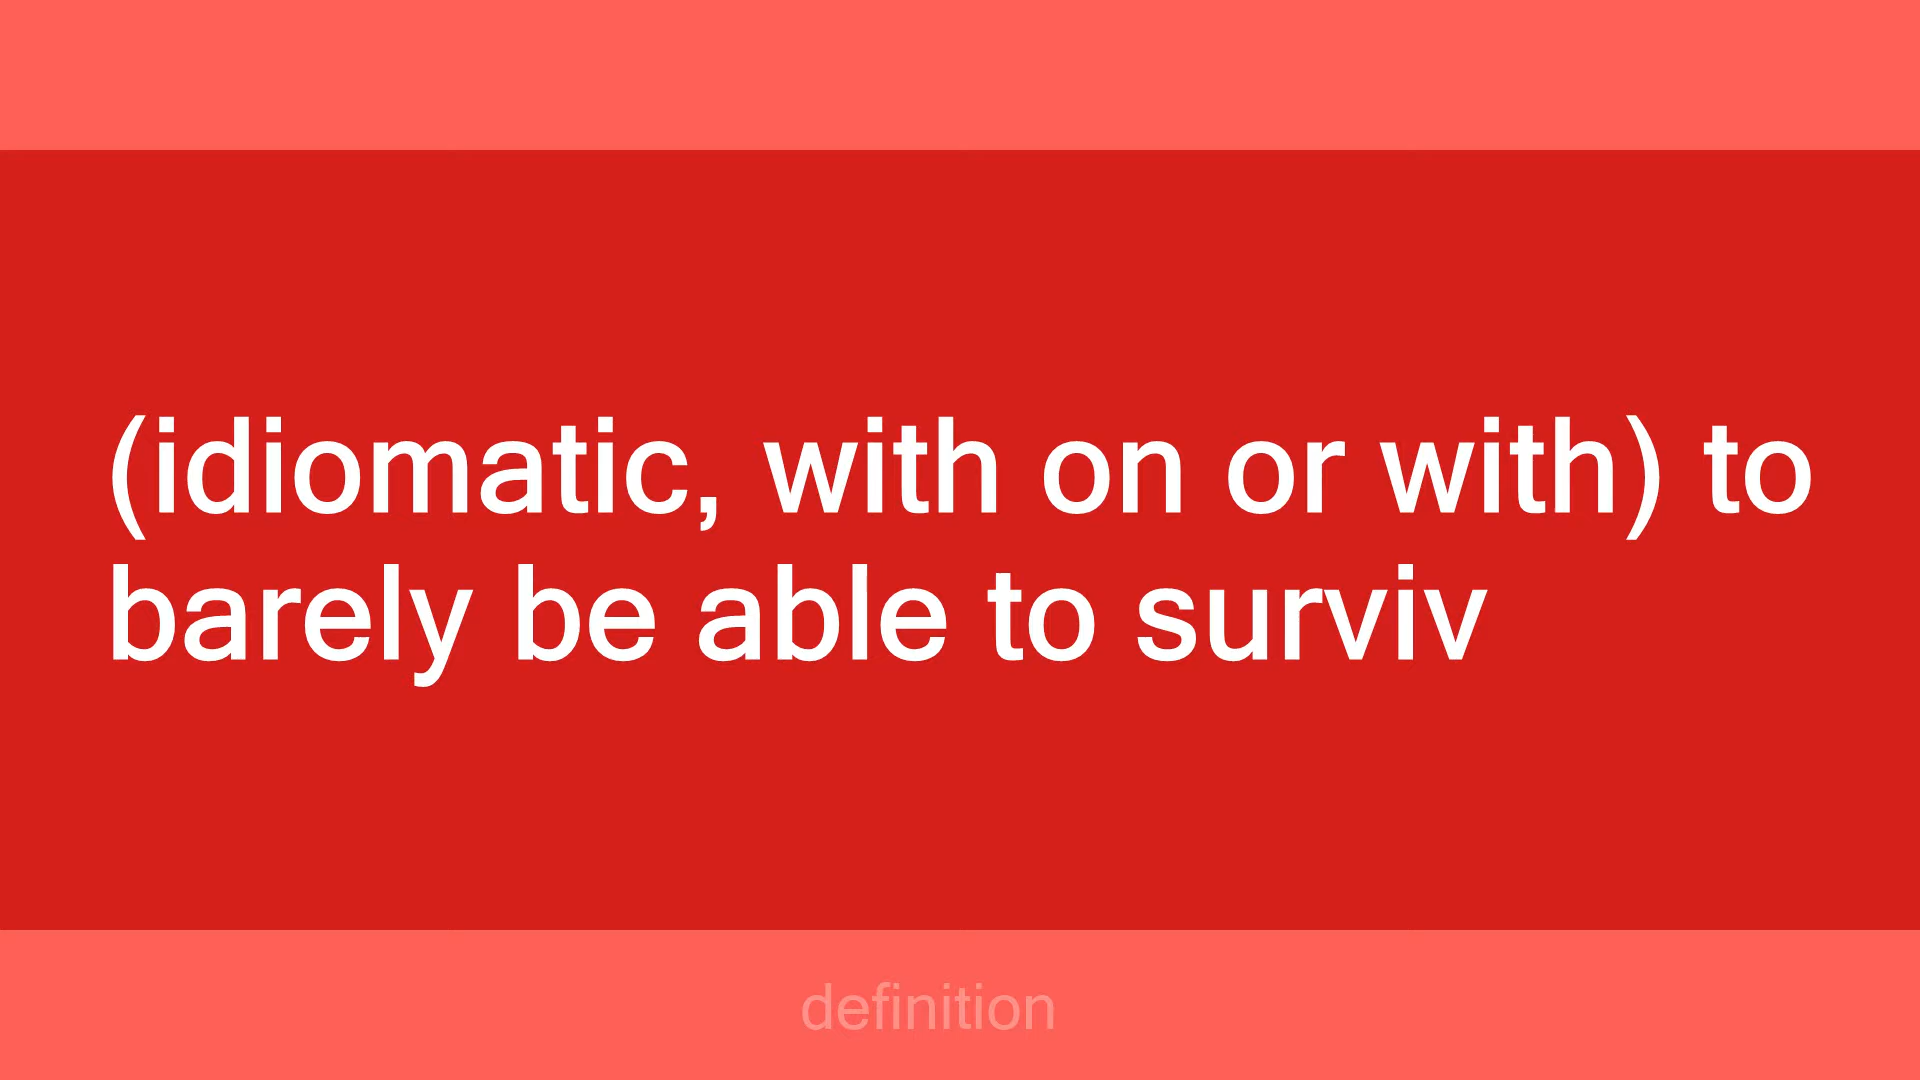 (idiomatic, with on or with) to
barely be able to surviv
definition